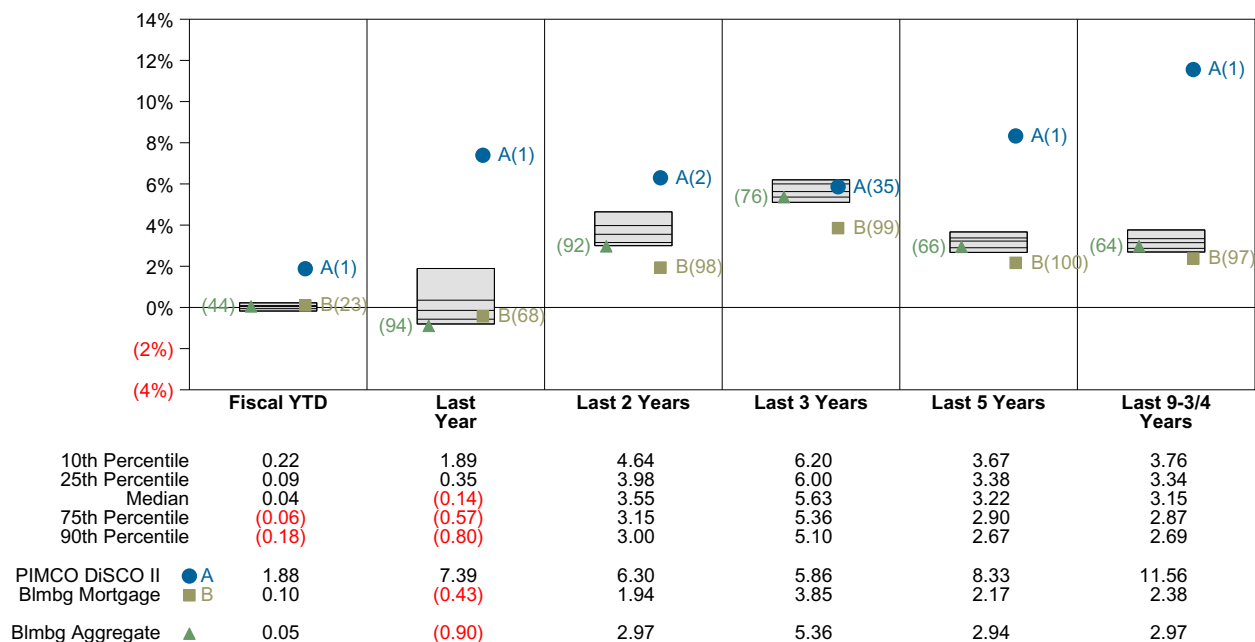 14%
12%
10%
8%
6%
4%
2%
0%
(2%)
(4%)
(44)
A(1)
B(23)
(94)
A(1)
B(68)
(92)
A(2)
B(98)
(76)
A(35)
B(99)
(66)
A(1)
B(100)
(64)
A(1)
B(97)
Fiscal YTD
Last
Year
Last 2 Years
Last 3 Years
Last 5 Years
Last 9-3/4
Years
10th Percentile 0.22 1.89 4.64 6.20 3.67 3.76
25th Percentile 0.09 0.35 3.98 6.00 3.38 3.34
Median 0.04 (0.14) 3.55 5.63 3.22 3.15
75th Percentile (0.06) (0.57) 3.15 5.36 2.90 2.87
90th Percentile (0.18) (0.80) 3.00 5.10 2.67 2.69
PIMCO DiSCO II A 1.88 7.39 6.30 5.86 8.33 11.56
Blmbg Mortgage B 0.10 (0.43) 1.94 3.85 2.17 2.38
Blmbg Aggregate 0.05 (0.90) 2.97 5.36 2.94 2.97